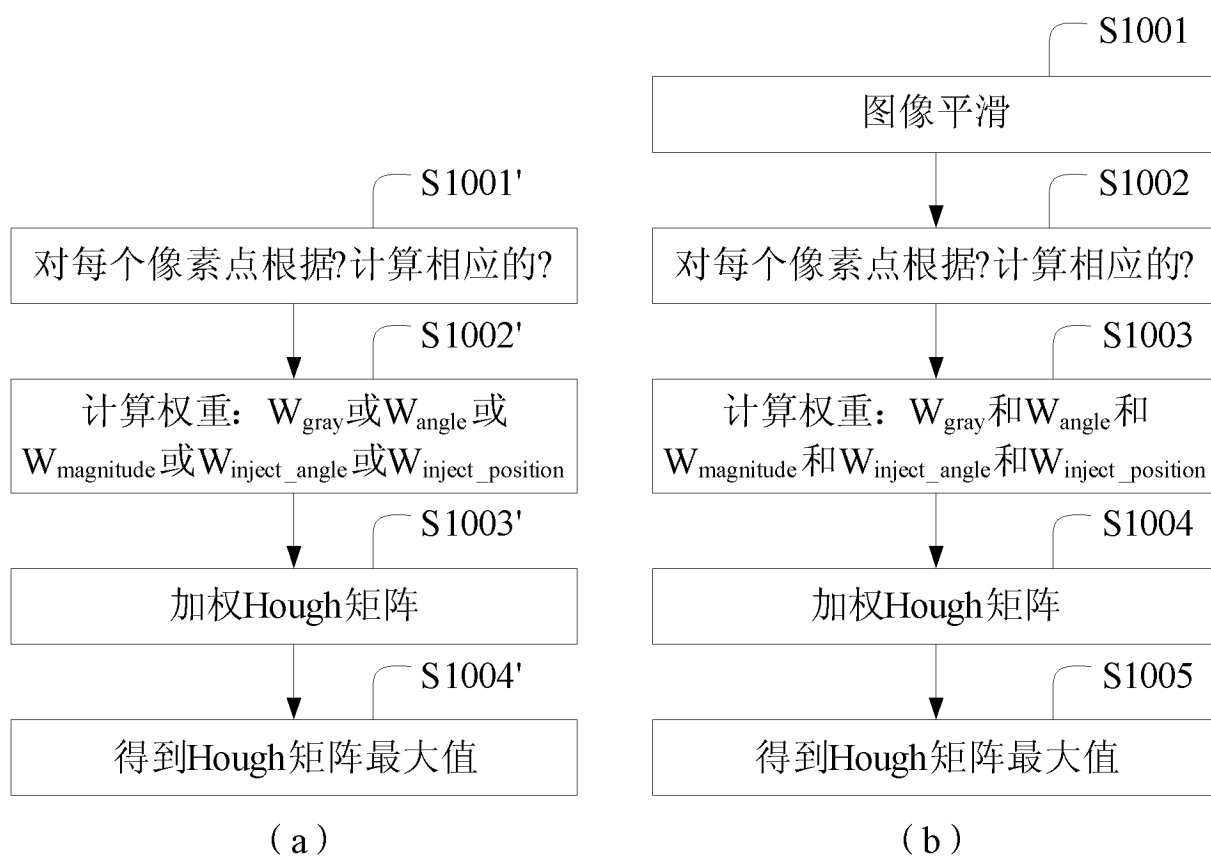 S1001'
对每个像素点根据?计算相应的?
S1002'
计算权重：Wgray或Wangle或
Wmagnitude或Winject_angle或Winject_position
S1003'
加权Hough矩阵
S1004'
得到Hough矩阵最大值
(a)
S1001
图像平滑
S1002
对每个像素点根据?计算相应的?
S1003
计算权重：Wgray和Wangle和
Wmagnitude和Winject_angle和Winject_position
S1004
加权Hough矩阵
S1005
得到Hough矩阵最大值
(b)